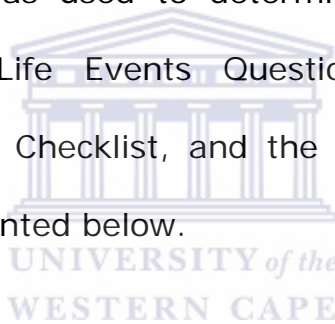 as used to determi
Life Events Questio
Checklist, and the
nted below.
UNIVERSITY of the
WESTERN CAPE